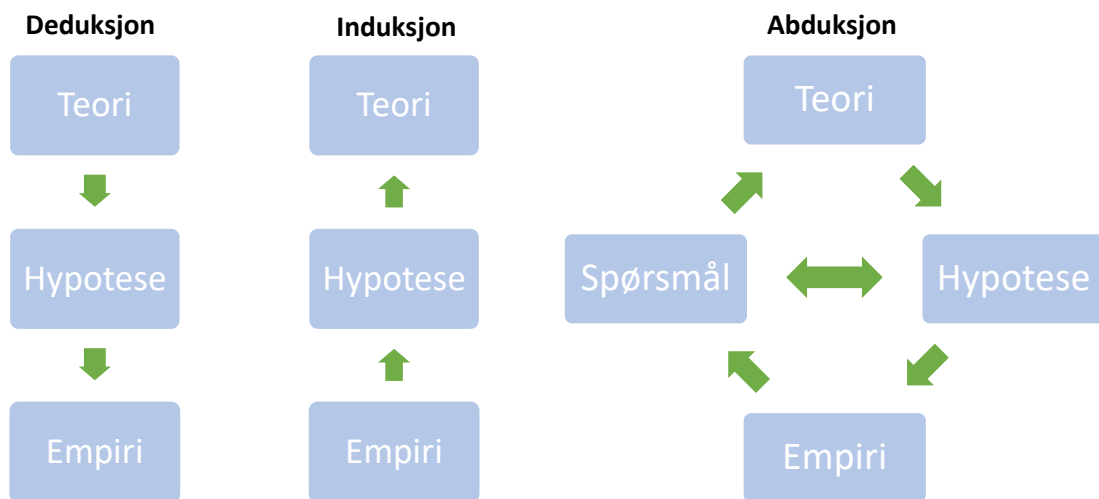 Deduksjon
Teori
Hypotese
Empiri
Induksjon
Teori
Hypotese
Empiri
Abduksjon
Teori
Spørsmål
Hypotese
Empiri